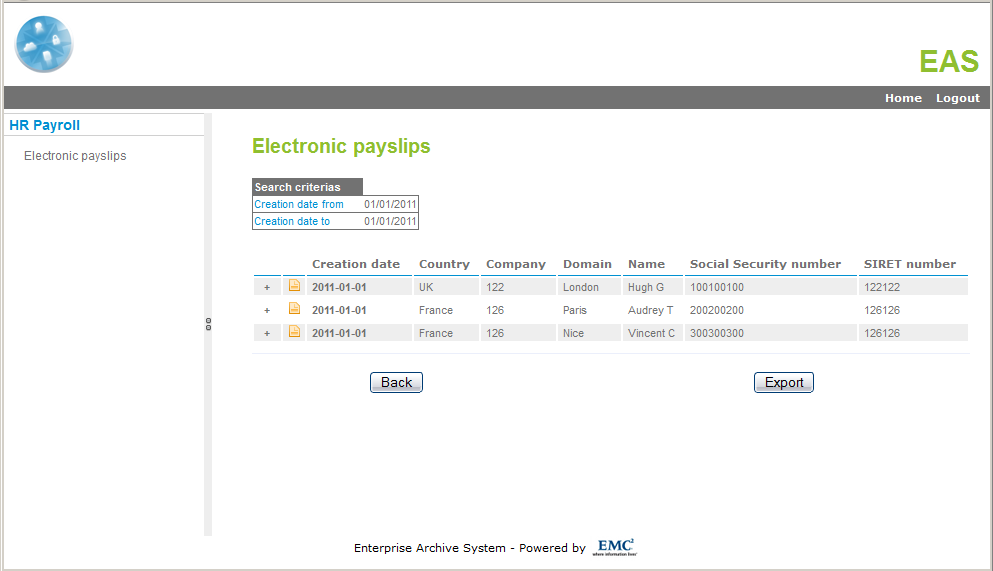 EAS
Home Logout
HR Payroll
Electronic payslips
Electronic payslips
Search criterias
Creation date from 01/01/2011
Creation date to 01/01/2011
Creation date Country Company Domain Name Social Security number SIRET number
+ 2011-01-01 UK 122 London Hugh G 100100100 122122
+ 2011-01-01 France 126 Paris Audrey T 200200200 126126
+ 2011-01-01 France 126 Nice Vincent C 300300300 126126
Back Export
Enterprise Archive System - Powered by EMC²
where information lives®